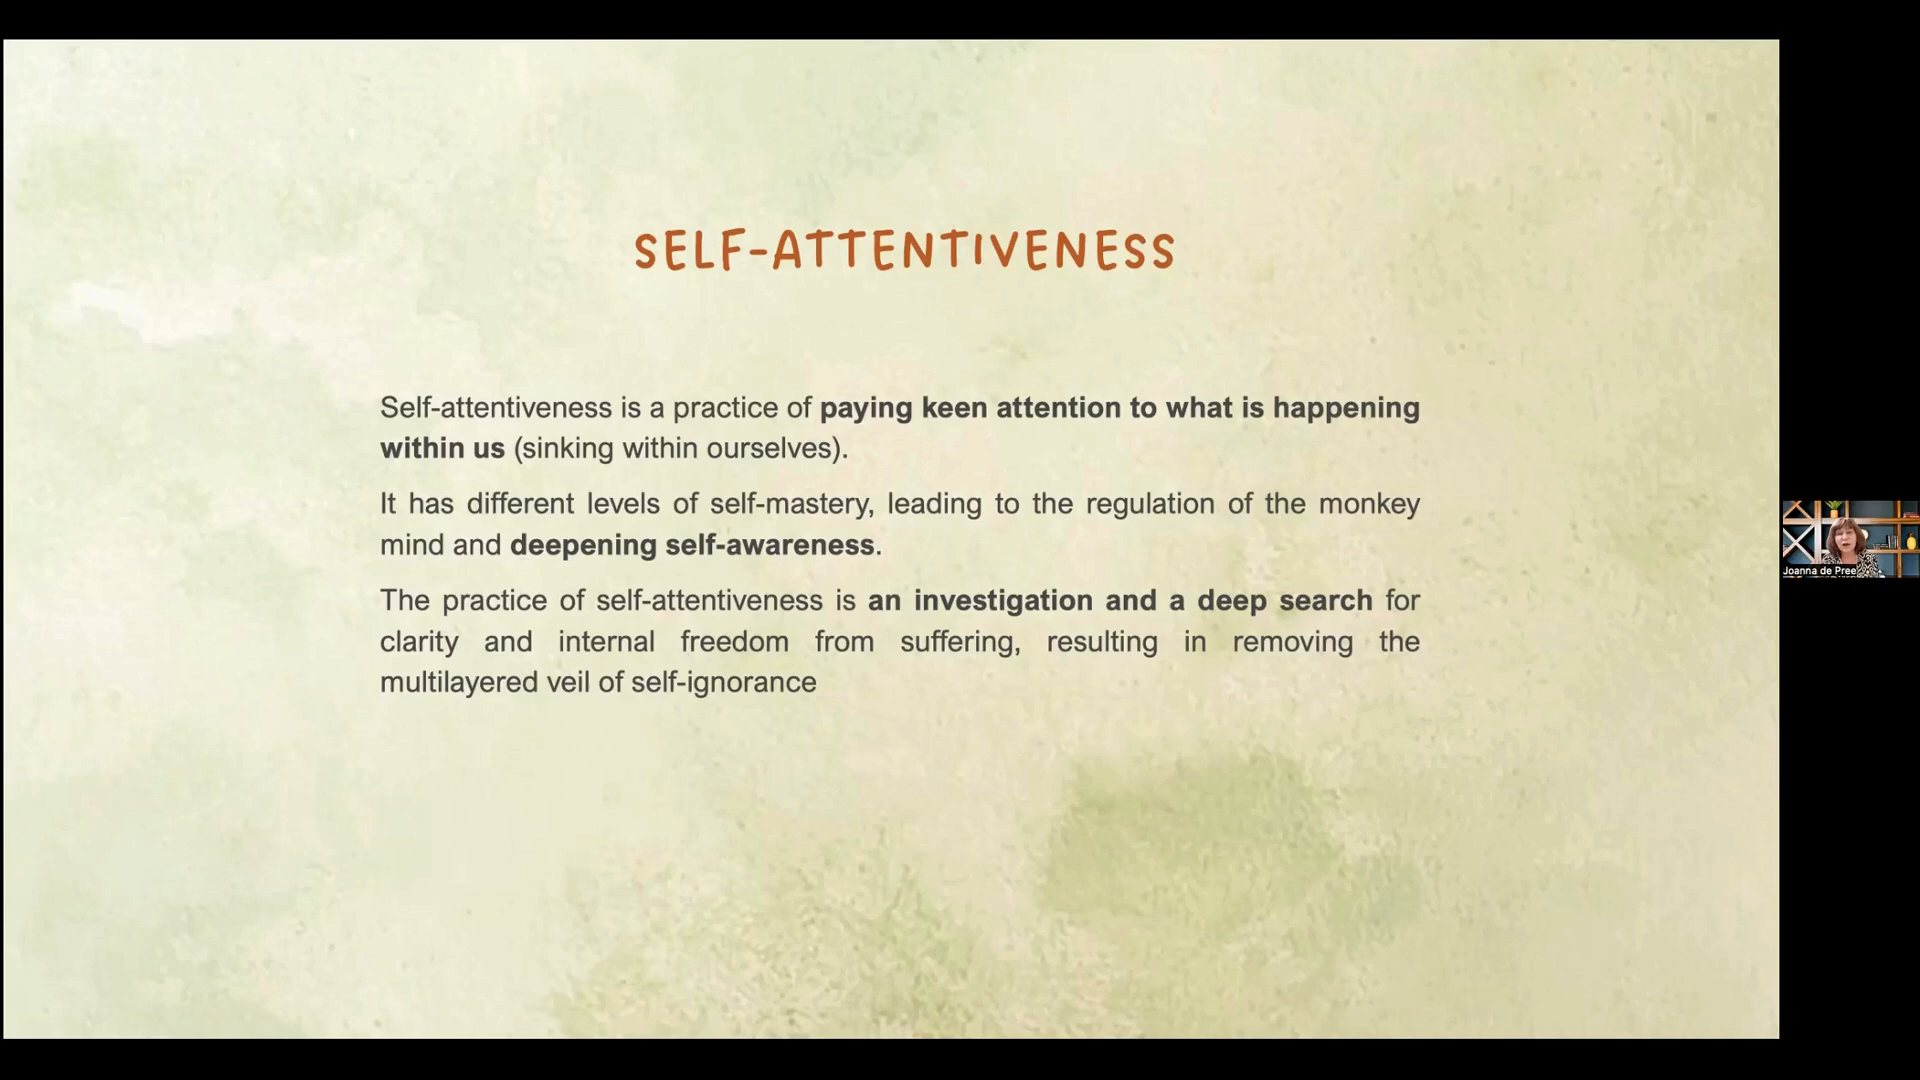 SELF-ATTENTIVENESS
Self-attentiveness is a practice of paying keen attention to what is happening
within us (sinking within ourselves).
It has different levels of self-mastery, leading to the regulation of the monkey
mind and deepening self-awareness.
The practice of self-attentiveness is an investigation and a deep search for
clarity and internal freedom from suffering, resulting in removing the
multilayered veil of self-ignorance
Joanna de Pree